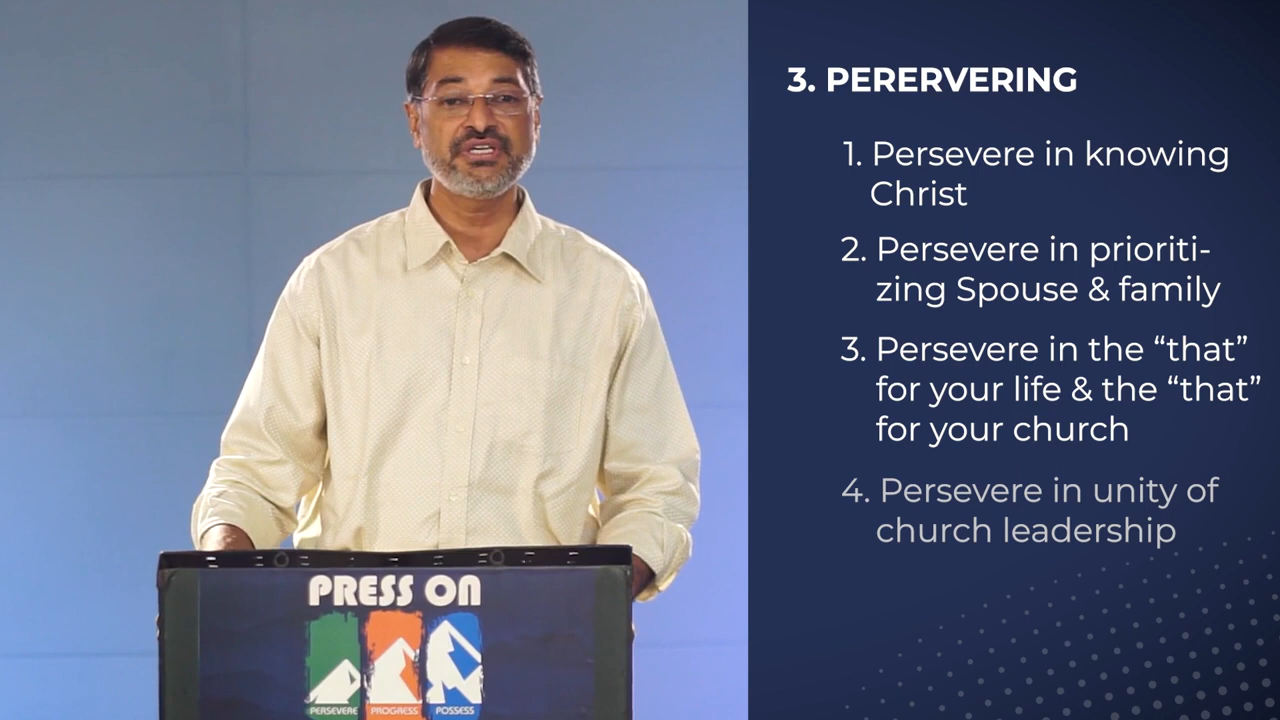 3. PERERVERING
1. Persevere in knowing
Christ
2. Persevere in prioriti-
zing Spouse & family
3. Persevere in the “that”
for your life & the “that”
for your church
4. Persevere in unity of
church leadership
PRESS ON
PERSEVERE PROGRESS POSSESS